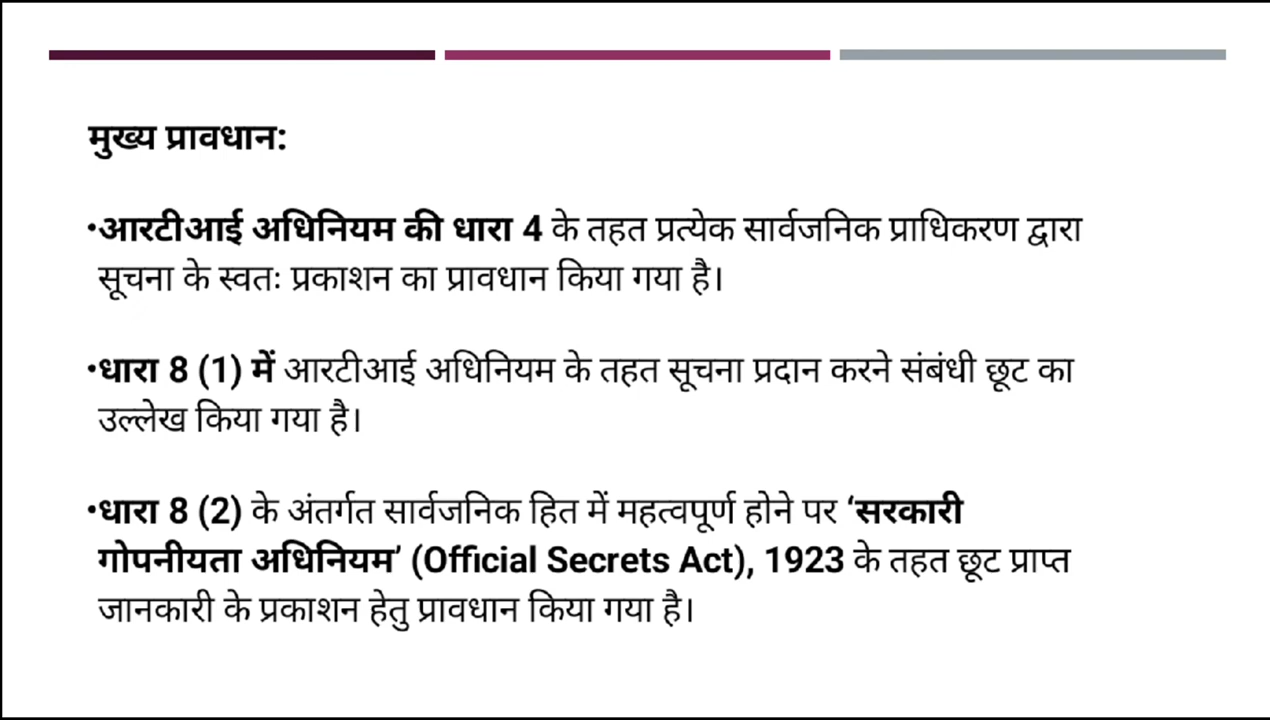 मुख्य प्रावधान:
•आरटीआई अधिनियम की धारा 4 के तहत प्रत्येक सार्वजनिक प्राधिकरण द्वारा
सूचना के स्वतः प्रकाशन का प्रावधान किया गया है।
•धारा 8 (1) में आरटीआई अधिनियम के तहत सूचना प्रदान करने संबंधी छूट का
उल्लेख किया गया है।
•धारा 8 (2) के अंतर्गत सार्वजनिक हित में महत्वपूर्ण होने पर ‘सरकारी
गोपनीयता अधिनियम’ (Official Secrets Act), 1923 के तहत छूट प्राप्त
जानकारी के प्रकाशन हेतु प्रावधान किया गया है।